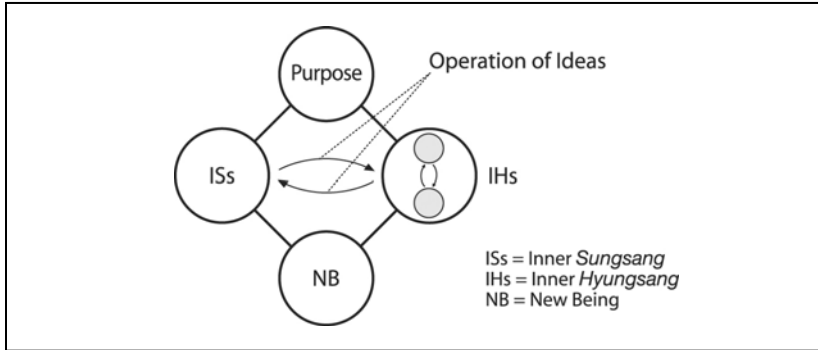 Purpose
Operation of Ideas
ISs
IHs
NB
ISs = Inner Sungsang
IHs = Inner Hyungsang
NB = New Being